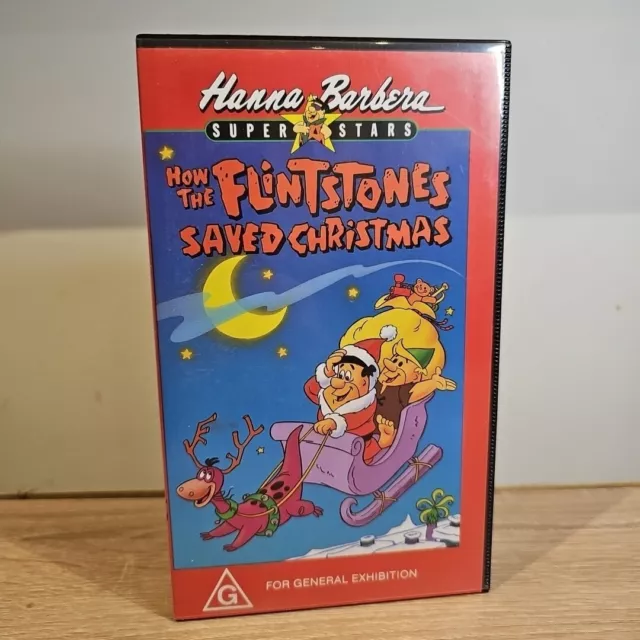 Hanna Barbera
SUPER STARS
HOW THE FLINTSTONES
SAVED CHRISTMAS
G
FOR GENERAL EXHIBITION